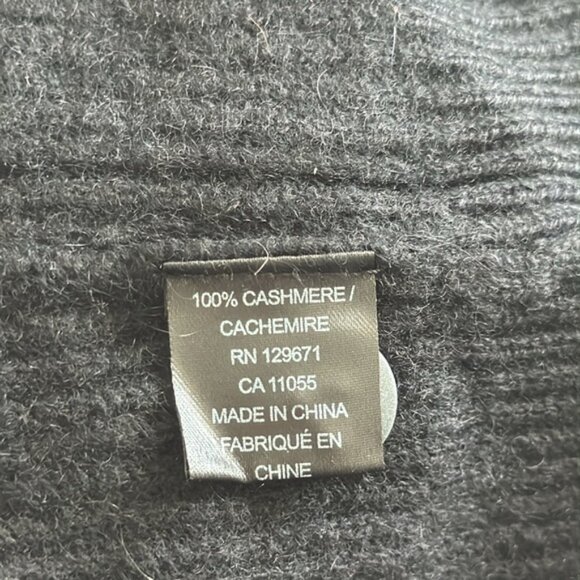 100% CASHMERE /
CACHEMIRE
RN 129671
CA 11055
MADE IN CHINA
FABRIQUÉ EN
CHINE